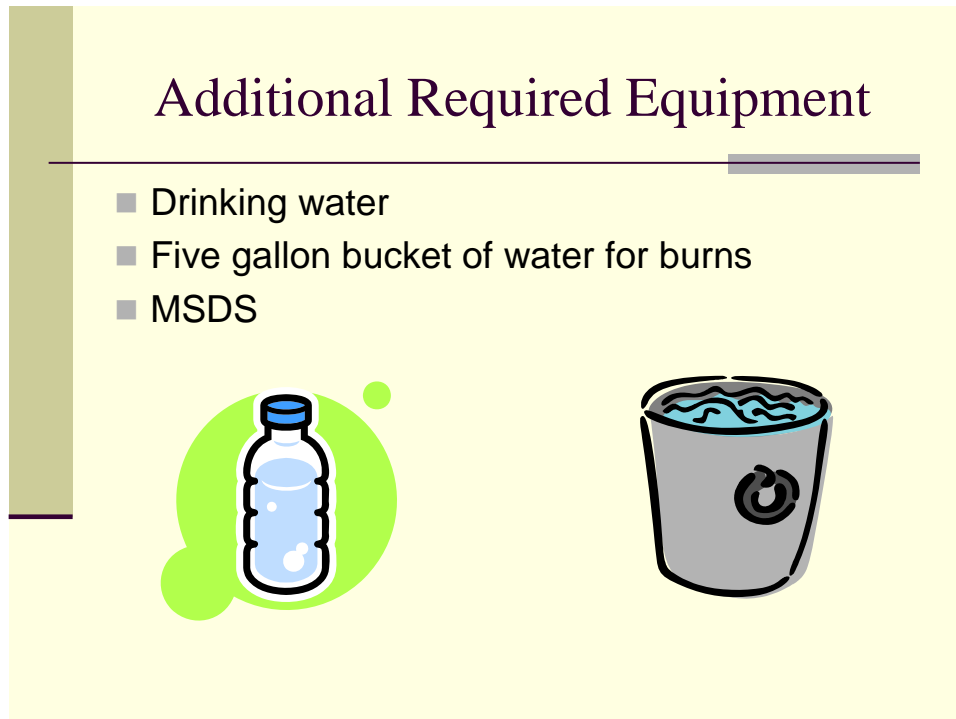 Additional Required Equipment
Drinking water
Five gallon bucket of water for burns
MSDS